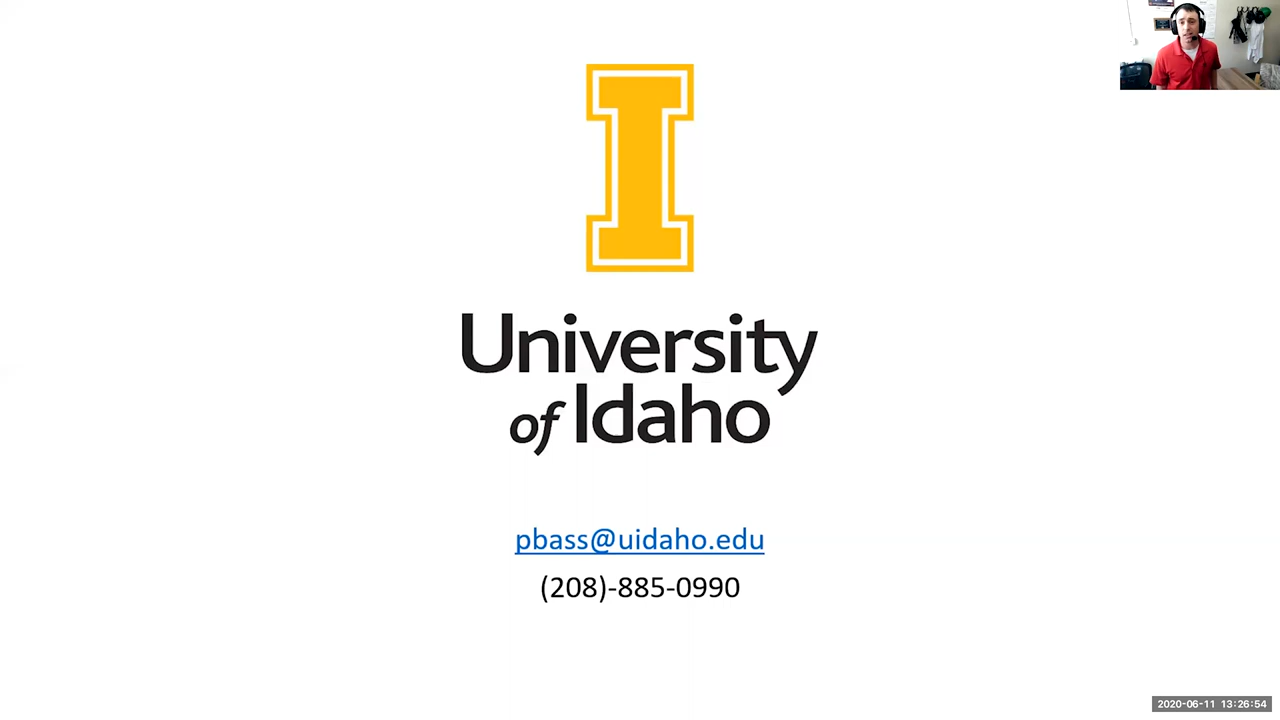 I
University
of Idaho
pbass@uidaho.edu
(208)-885-0990
2020-06-11 13:26:54